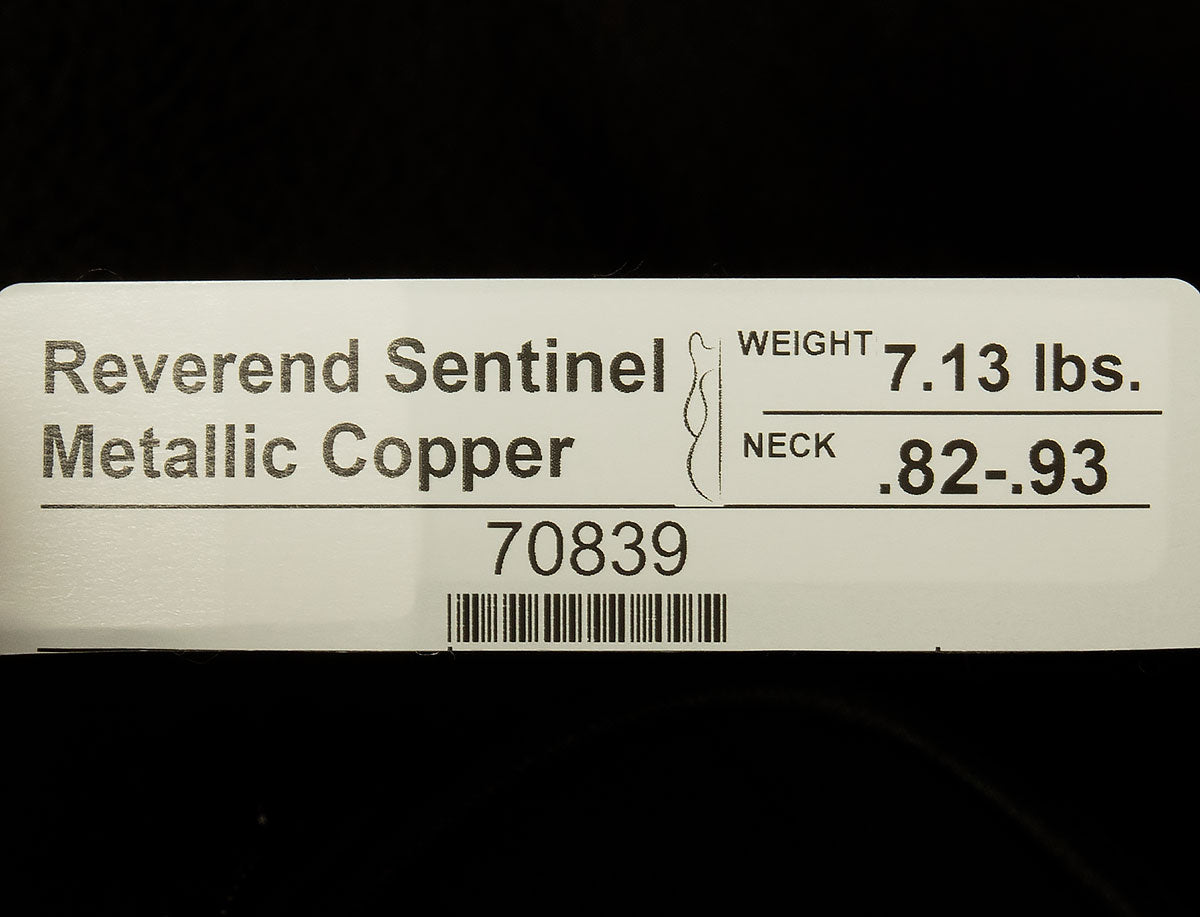 Reverend Sentinel
Metallic Copper
WEIGHT 7.13 lbs.
NECK .82-.93
70839